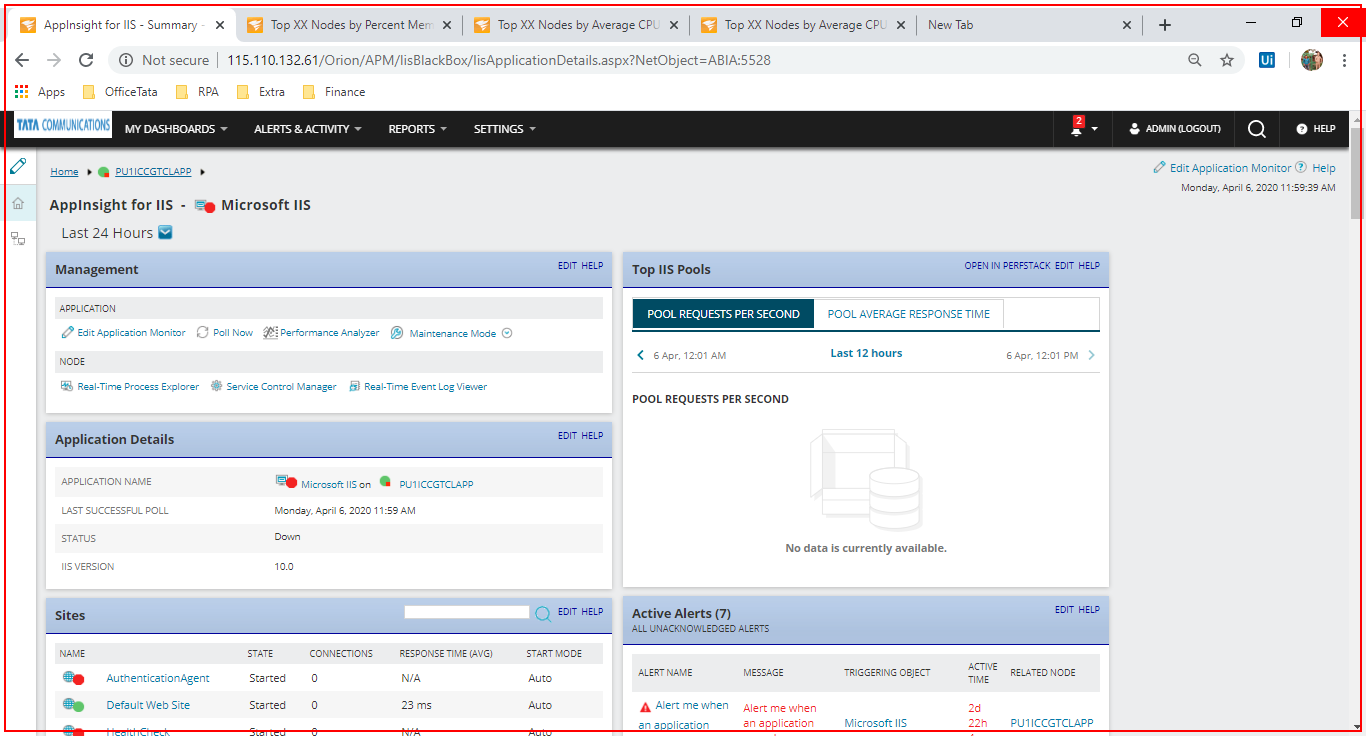 AppInsight for IIS - Summary -
Top XX Nodes by Percent Mem
Top XX Nodes by Average CPU
Top XX Nodes by Average CPU
New Tab
Not secure
115.110.132.61/Orion/APM/IisBlackBox/IisApplicationDetails.aspx?NetObject=ABIA:5528
Ui
Apps
OfficeTata
RPA
Extra
Finance
TATA COMMUNICATIONS
MY DASHBOARDS
ALERTS & ACTIVITY
REPORTS
SETTINGS
2
ADMIN (LOGOUT)
HELP
Home
PU1ICCGTCLAPP
Edit Application Monitor
Help
Monday, April 6, 2020 11:59:39 AM
AppInsight for IIS - Microsoft IIS
Last 24 Hours
Management
EDIT HELP
APPLICATION
Edit Application Monitor
Poll Now
Performance Analyzer
Maintenance Mode
NODE
Real-Time Process Explorer
Service Control Manager
Real-Time Event Log Viewer
Application Details
EDIT HELP
APPLICATION NAME
Microsoft IIS on PU1ICCGTCLAPP
LAST SUCCESSFUL POLL
Monday, April 6, 2020 11:59 AM
STATUS
Down
IIS VERSION
10.0
Sites
EDIT HELP
NAME STATE CONNECTIONS RESPONSE TIME (AVG) START MODE
AuthenticationAgent Started 0 N/A Auto
Default Web Site Started 0 23 ms Auto
HealthCheck Started 0 N/A Auto
Top IIS Pools
OPEN IN PERFSTACK EDIT HELP
POOL REQUESTS PER SECOND
POOL AVERAGE RESPONSE TIME
6 Apr, 12:01 AM
Last 12 hours
6 Apr, 12:01 PM
POOL REQUESTS PER SECOND
No data is currently available.
Active Alerts (7)
EDIT HELP
ALL UNACKNOWLEDGED ALERTS
ALERT NAME
MESSAGE
TRIGGERING OBJECT
ACTIVE
TIME
RELATED NODE
Alert me when
an application
Alert me when
an application
Microsoft IIS
2d
22h
PU1ICCGTCLAPP